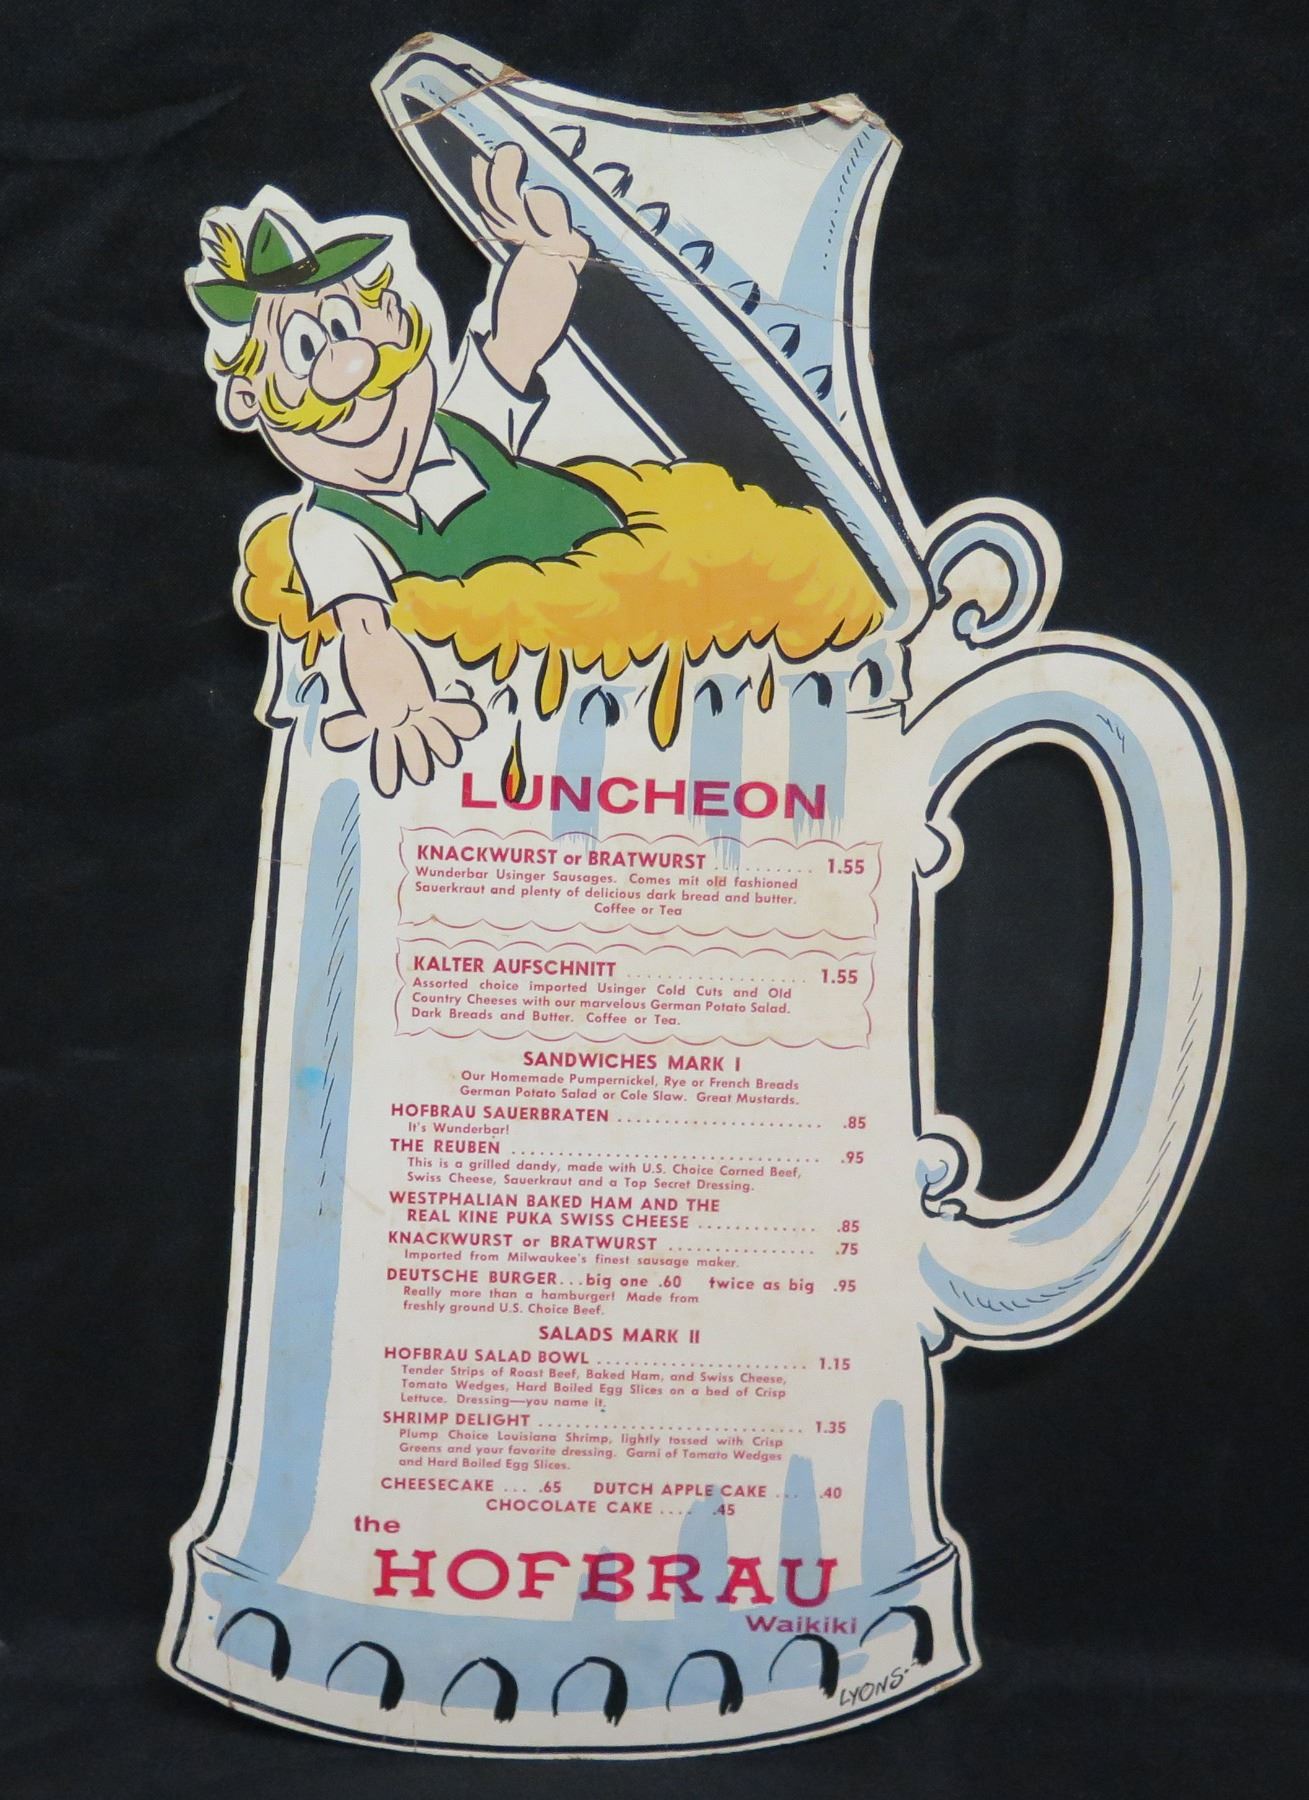 LUNCHEON
KNACKWURST or BRATWURST .......... 1.55
Wunderbar Usinger Sausages. Comes mit old fashioned
Sauerkraut and plenty of delicious dark bread and butter.
Coffee or Tea
KALTER AUFSCHNITT .................. 1.55
Assorted choice imported Usinger Cold Cuts and Old
Country Cheeses with our marvelous German Potato Salad.
Dark Breads and Butter. Coffee or Tea.
SANDWICHES MARK I
Our Homemade Pumpernickel, Rye or French Breads
German Potato Salad or Cole Slaw. Great Mustards.
HOFBRAU SAUERBRATEN ..................... .85
It's Wunderbar!
THE REUBEN ................................ .95
This is a grilled dandy, made with U.S. Choice Corned Beef,
Swiss Cheese, Sauerkraut and a Top Secret Dressing.
WESTPHALIAN BAKED HAM AND THE
REAL KINE PUKA SWISS CHEESE ............. .85
KNACKWURST or BRATWURST ................ .75
Imported from Milwaukee's finest sausage maker.
DEUTSCHE BURGER...big one .60 twice as big .95
Really more than a hamburger! Made from
freshly ground U.S. Choice Beef.
SALADS MARK II
HOFBRAU SALAD BOWL ...................... 1.15
Tender Strips of Roast Beef, Baked Ham, and Swiss Cheese,
Tomato Wedges, Hard Boiled Egg Slices on a bed of Crisp
Lettuce. Dressing—you name it.
SHRIMP DELIGHT ............................ 1.35
Plump Choice Louisiana Shrimp, lightly tossed with Crisp
Greens and your favorite dressing. Garni of Tomato Wedges
and Hard Boiled Egg Slices.
CHEESECAKE ... .65 DUTCH APPLE CAKE ... .40
CHOCOLATE CAKE .... .45
the
HOFBRAU
Waikiki
LYONS